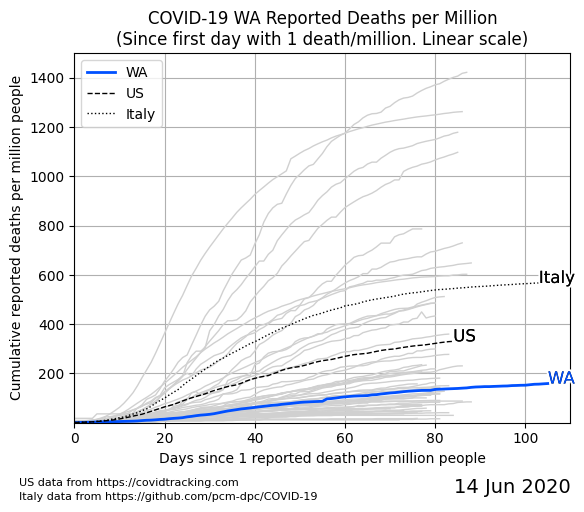 COVID-19 WA Reported Deaths per Million
(Since first day with 1 death/million. Linear scale)
Cumulative reported deaths per million people
1400
1200
1000
800
600
400
200
WA
US
Italy
Italy
US
WA
0
20
40
60
80
100
Days since 1 reported death per million people
US data from https://covidtracking.com
Italy data from https://github.com/pcm-dpc/COVID-19
14 Jun 2020